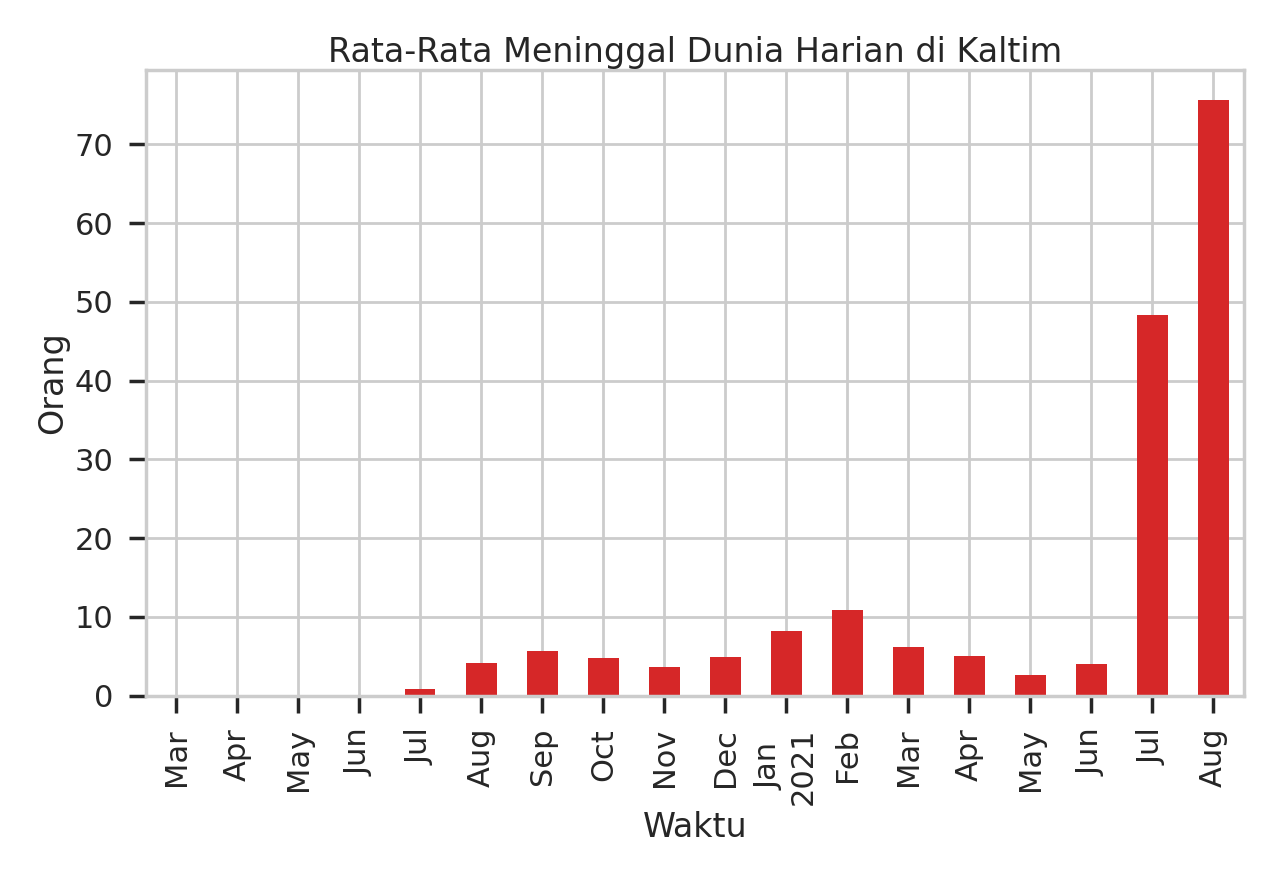 Rata-Rata Meninggal Dunia Harian di Kaltim
Orang
70
60
50
40
30
20
10
0
Mar
Apr
May
Jun
Jul
Aug
Sep
Oct
Nov
Dec
Jan
2021
Feb
Mar
Apr
May
Jun
Jul
Aug
Waktu